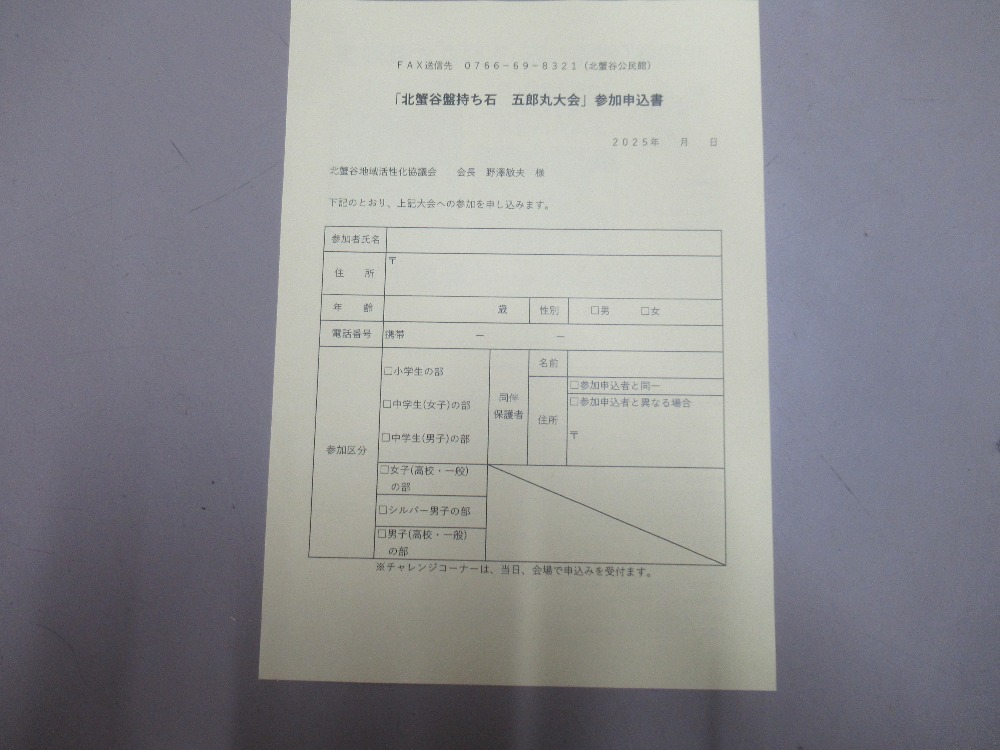 FAX送信先　0766-69-8321（北蟹谷公民館）
「北蟹谷盤持ち石　五郎丸大会」参加申込書
2025年　月　日
北蟹谷地域活性化協議会　会長　野澤敏夫　様
下記のとおり、上記大会への参加を申し込みます。
参加者氏名
住　所　〒
年　齢　歳　性別　□男　□女
電話番号　携帯　－　－
参加区分
□小学生の部
□中学生(女子)の部
□中学生(男子)の部
□女子(高校・一般)
の部
□シルバー男子の部
□男子(高校・一般)
の部
同伴
保護者
名前
住所
□参加申込者と同一
□参加申込者と異なる場合
〒
※チャレンジコーナーは、当日、会場で申込みを受付ます。